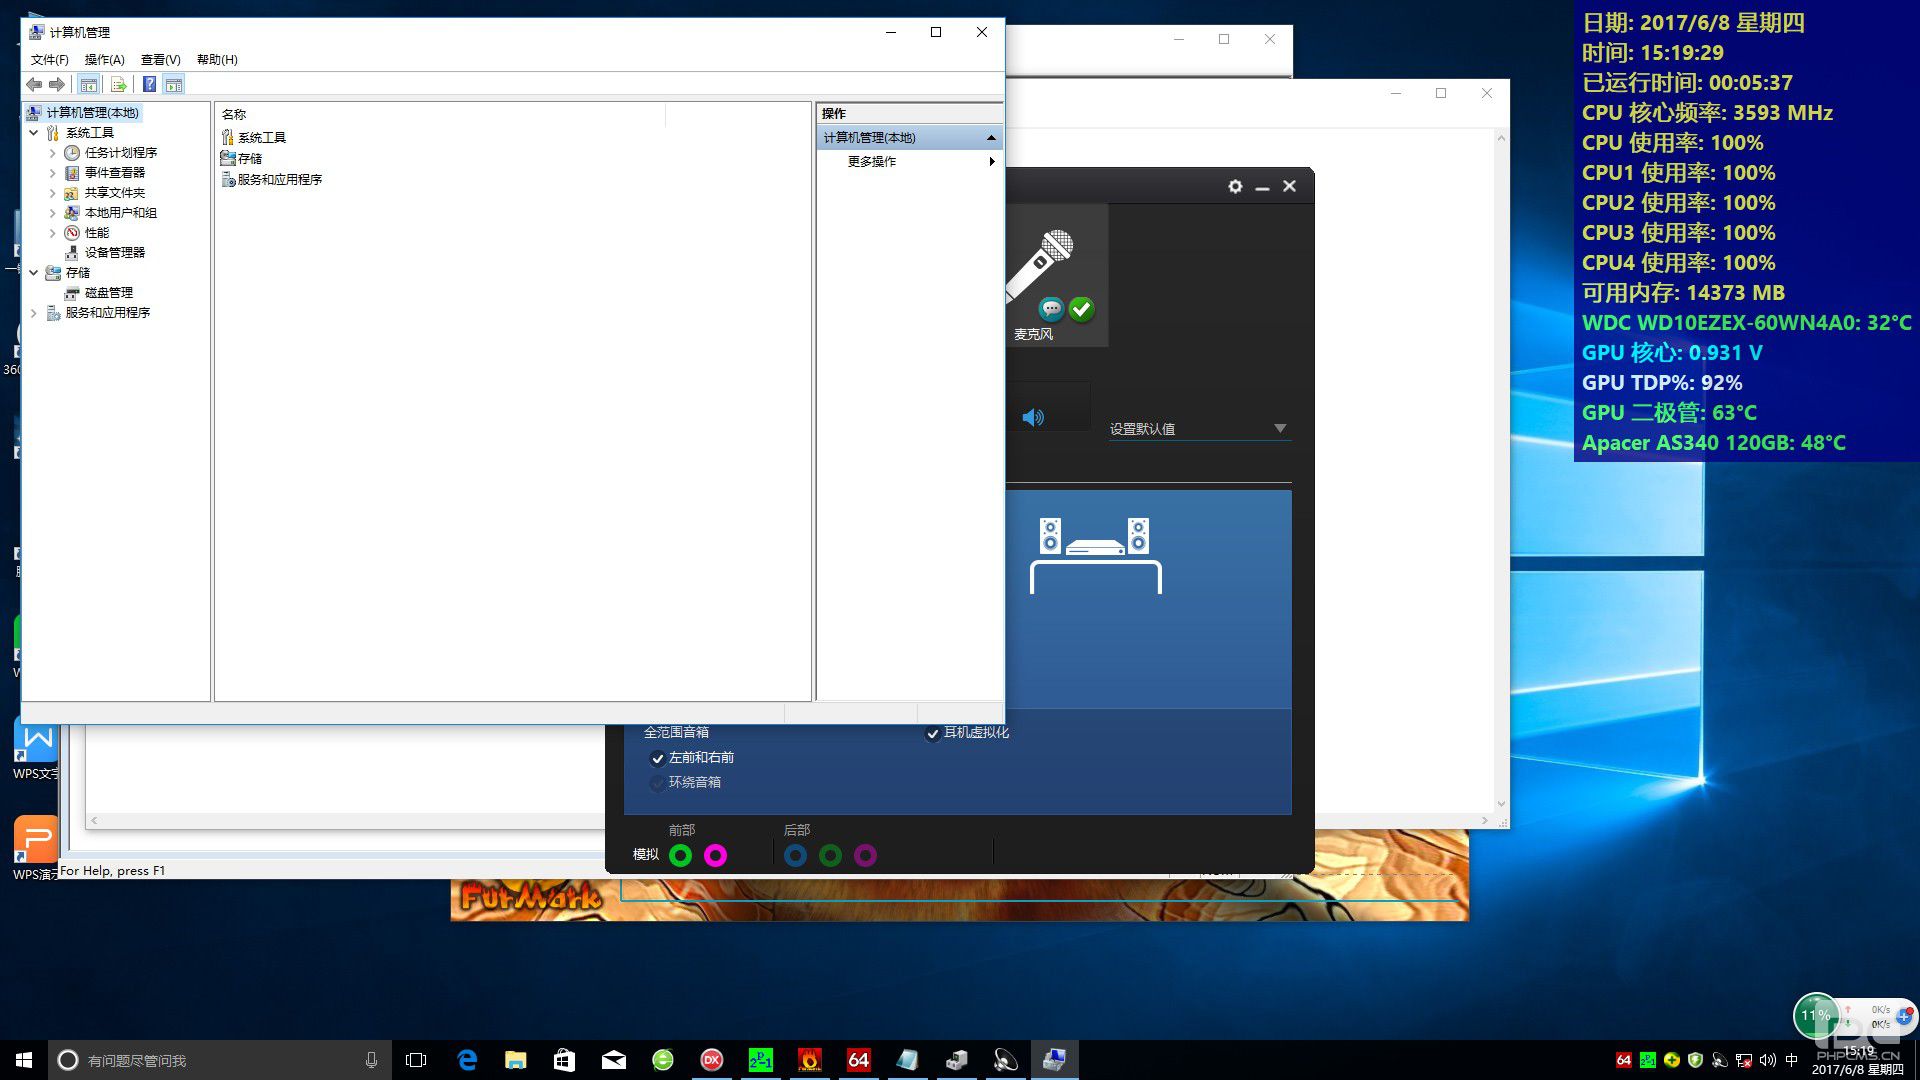 计算机管理
文件(F) 操作(A) 查看(V) 帮助(H)
计算机管理(本地)
系统工具
任务计划程序
事件查看器
共享文件夹
本地用户和组
性能
设备管理器
存储
磁盘管理
服务和应用程序
名称
系统工具
存储
服务和应用程序
操作
计算机管理(本地)
更多操作
麦克风
设置默认值
全范围音箱
耳机虚拟化
左前和右前
环绕音箱
前部
后部
模拟
For Help, press F1
FurMark
WPS文字
WPS演示
360
日期: 2017/6/8 星期四
时间: 15:19:29
已运行时间: 00:05:37
CPU 核心频率: 3593 MHz
CPU 使用率: 100%
CPU1 使用率: 100%
CPU2 使用率: 100%
CPU3 使用率: 100%
CPU4 使用率: 100%
可用内存: 14373 MB
WDC WD10EZEX-60WN4A0: 32°C
GPU 核心: 0.931 V
GPU TDP%: 92%
GPU 二极管: 63°C
Apacer AS340 120GB: 48°C
11%
0K/s
0K/s
有问题尽管问我
DX
64
64
中
15:19
2017/6/8 星期四
PHPCMS.CN